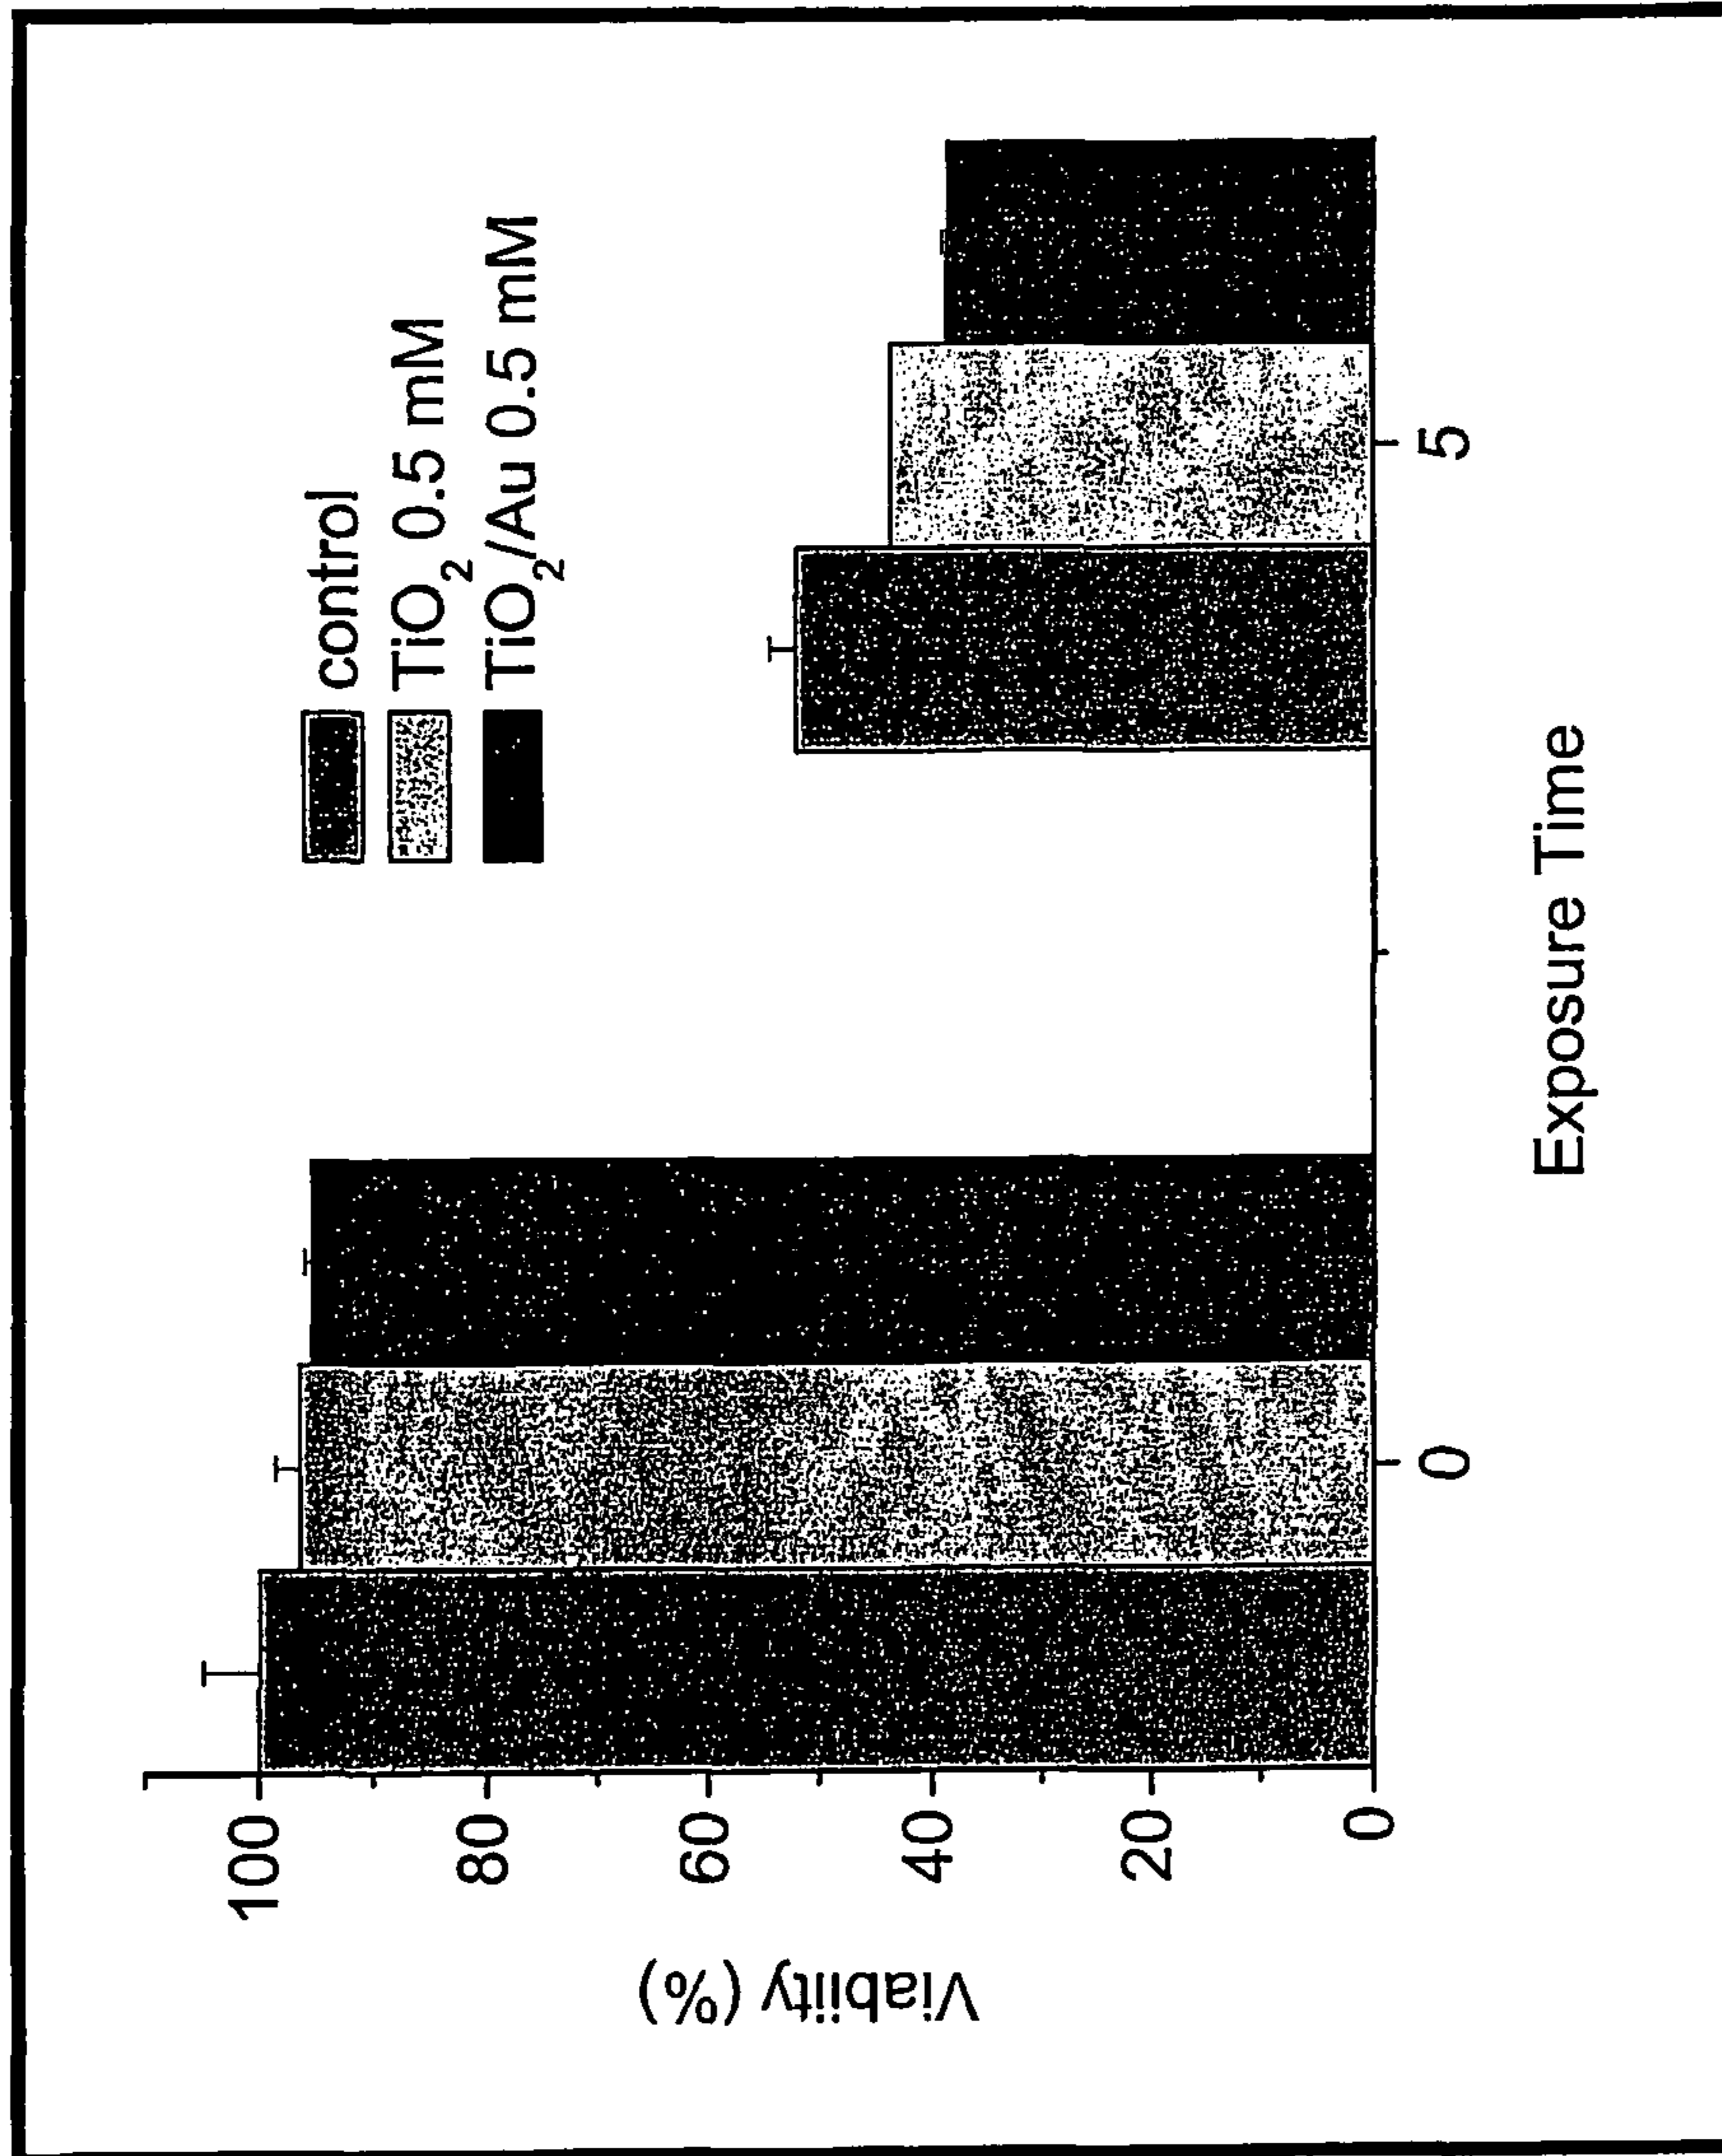 control
TiO₂ 0.5 mM
TiO₂/Au 0.5 mM
100
80
60
40
20
0
Viabiity (%)
0
5
Exposure Time